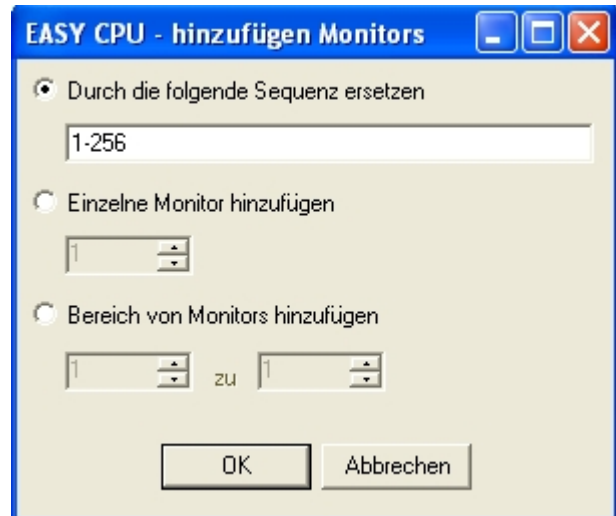 EASY CPU - hinzufügen Monitors
Durch die folgende Sequenz ersetzen
1-256
Einzelne Monitor hinzufügen
1
Bereich von Monitors hinzufügen
1 zu 1
OK Abbrechen